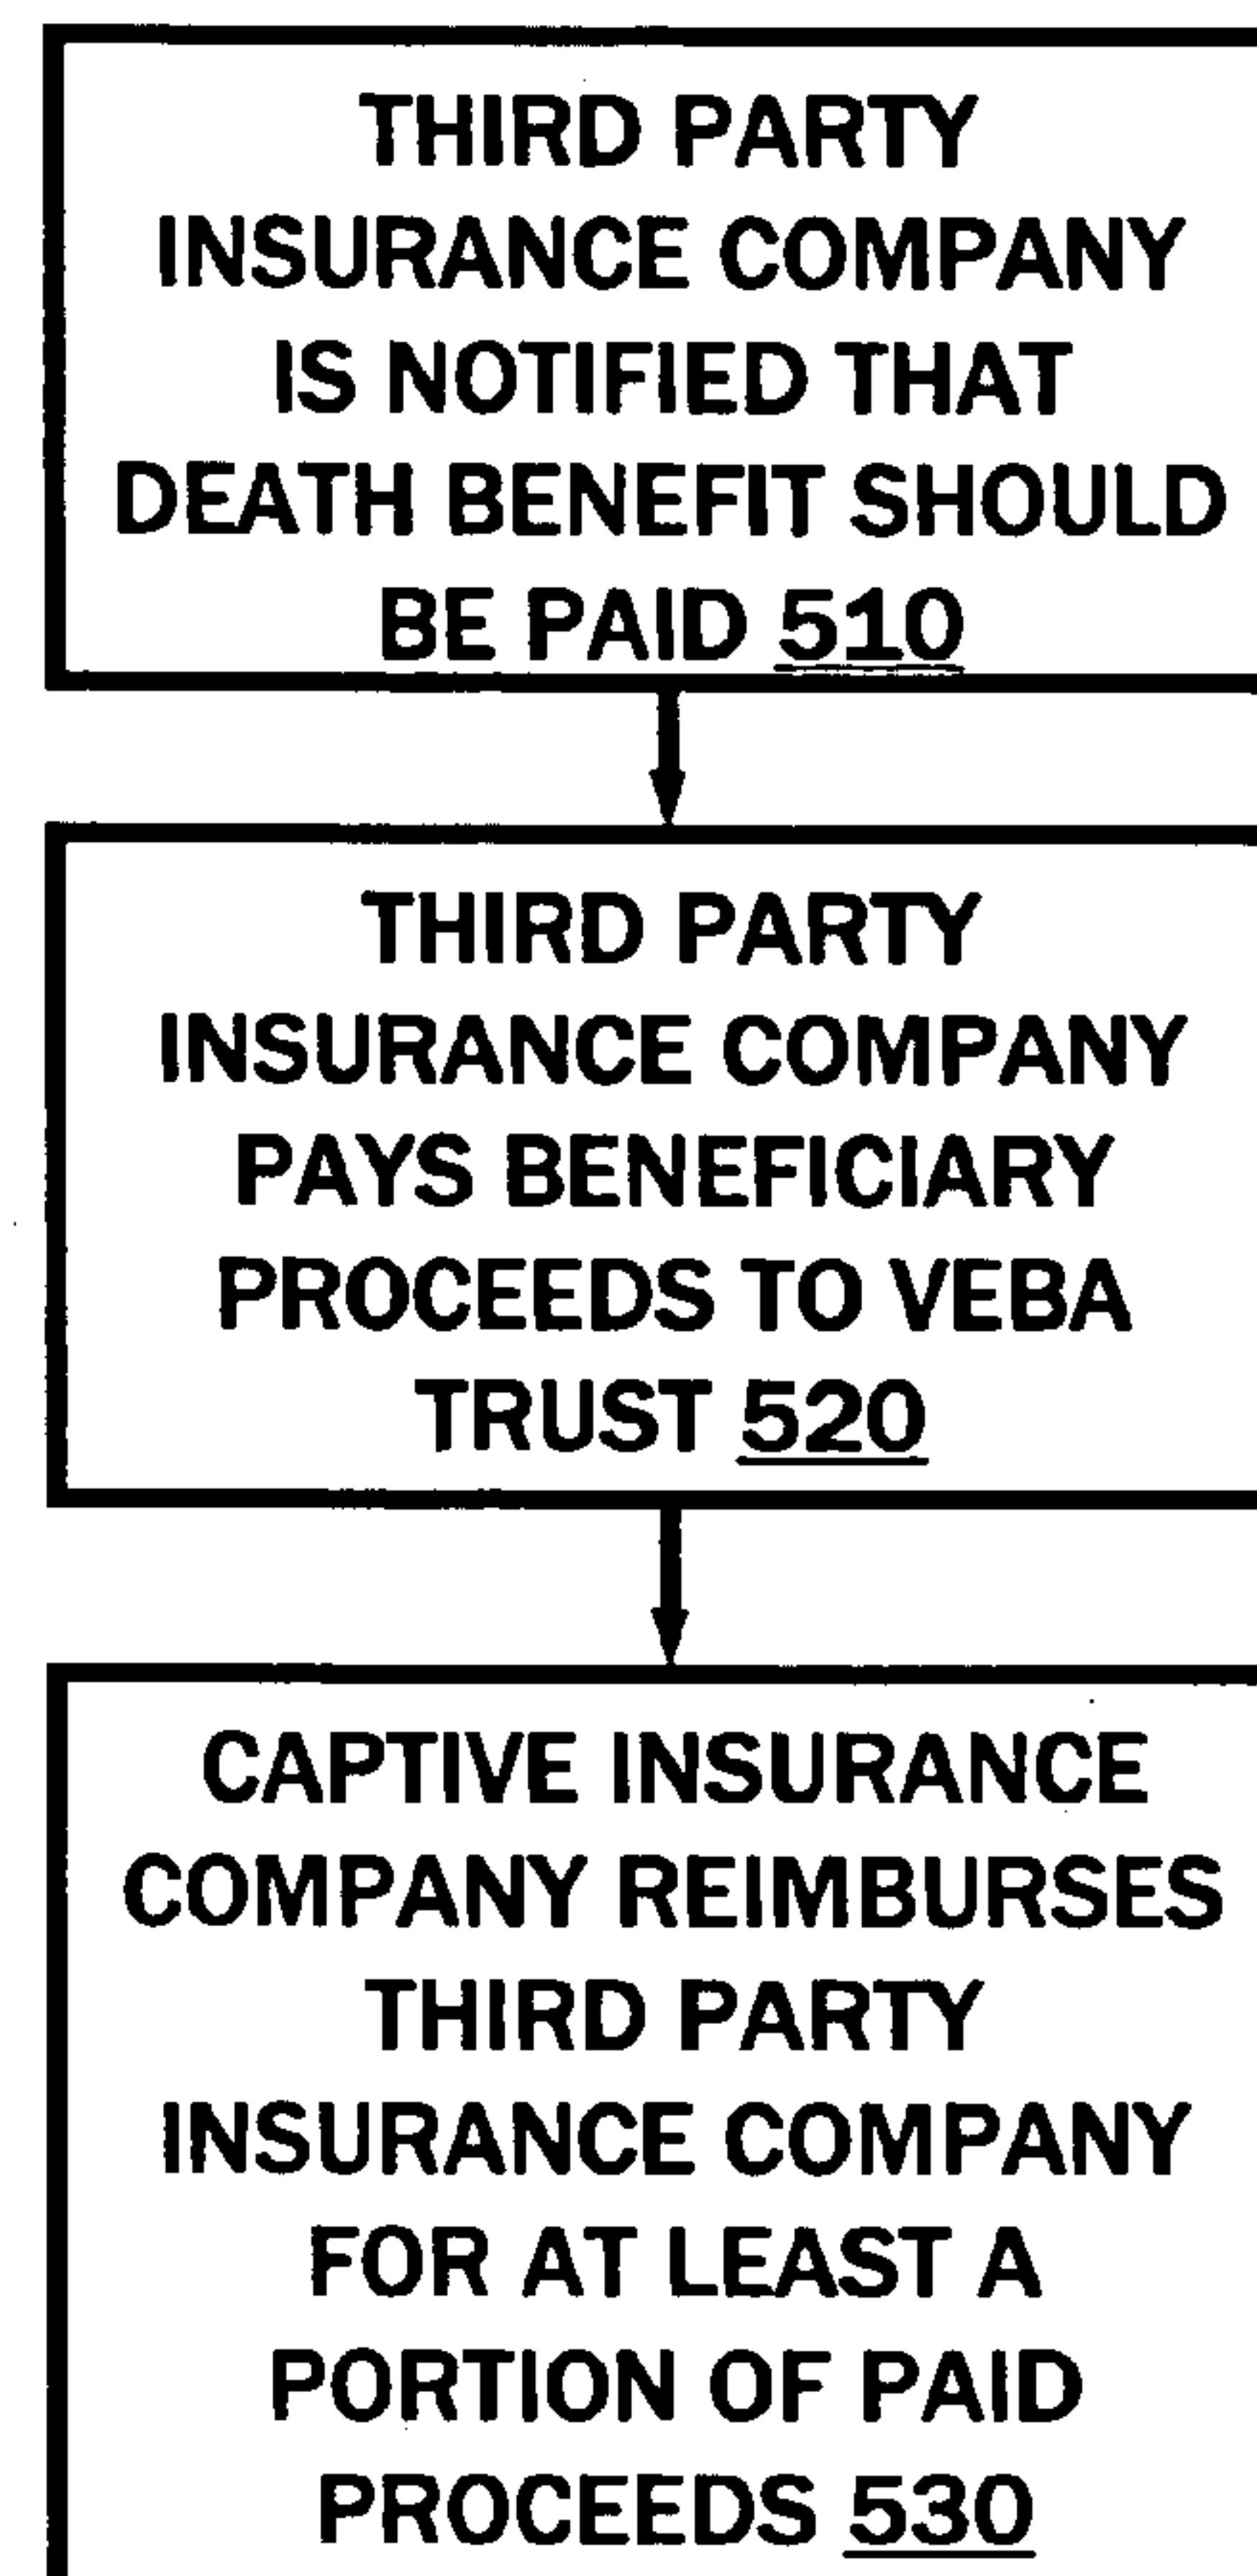 THIRD PARTY
INSURANCE COMPANY
IS NOTIFIED THAT
DEATH BENEFIT SHOULD
BE PAID 510
THIRD PARTY
INSURANCE COMPANY
PAYS BENEFICIARY
PROCEEDS TO VEBA
TRUST 520
CAPTIVE INSURANCE
COMPANY REIMBURSES
THIRD PARTY
INSURANCE COMPANY
FOR AT LEAST A
PORTION OF PAID
PROCEEDS 530